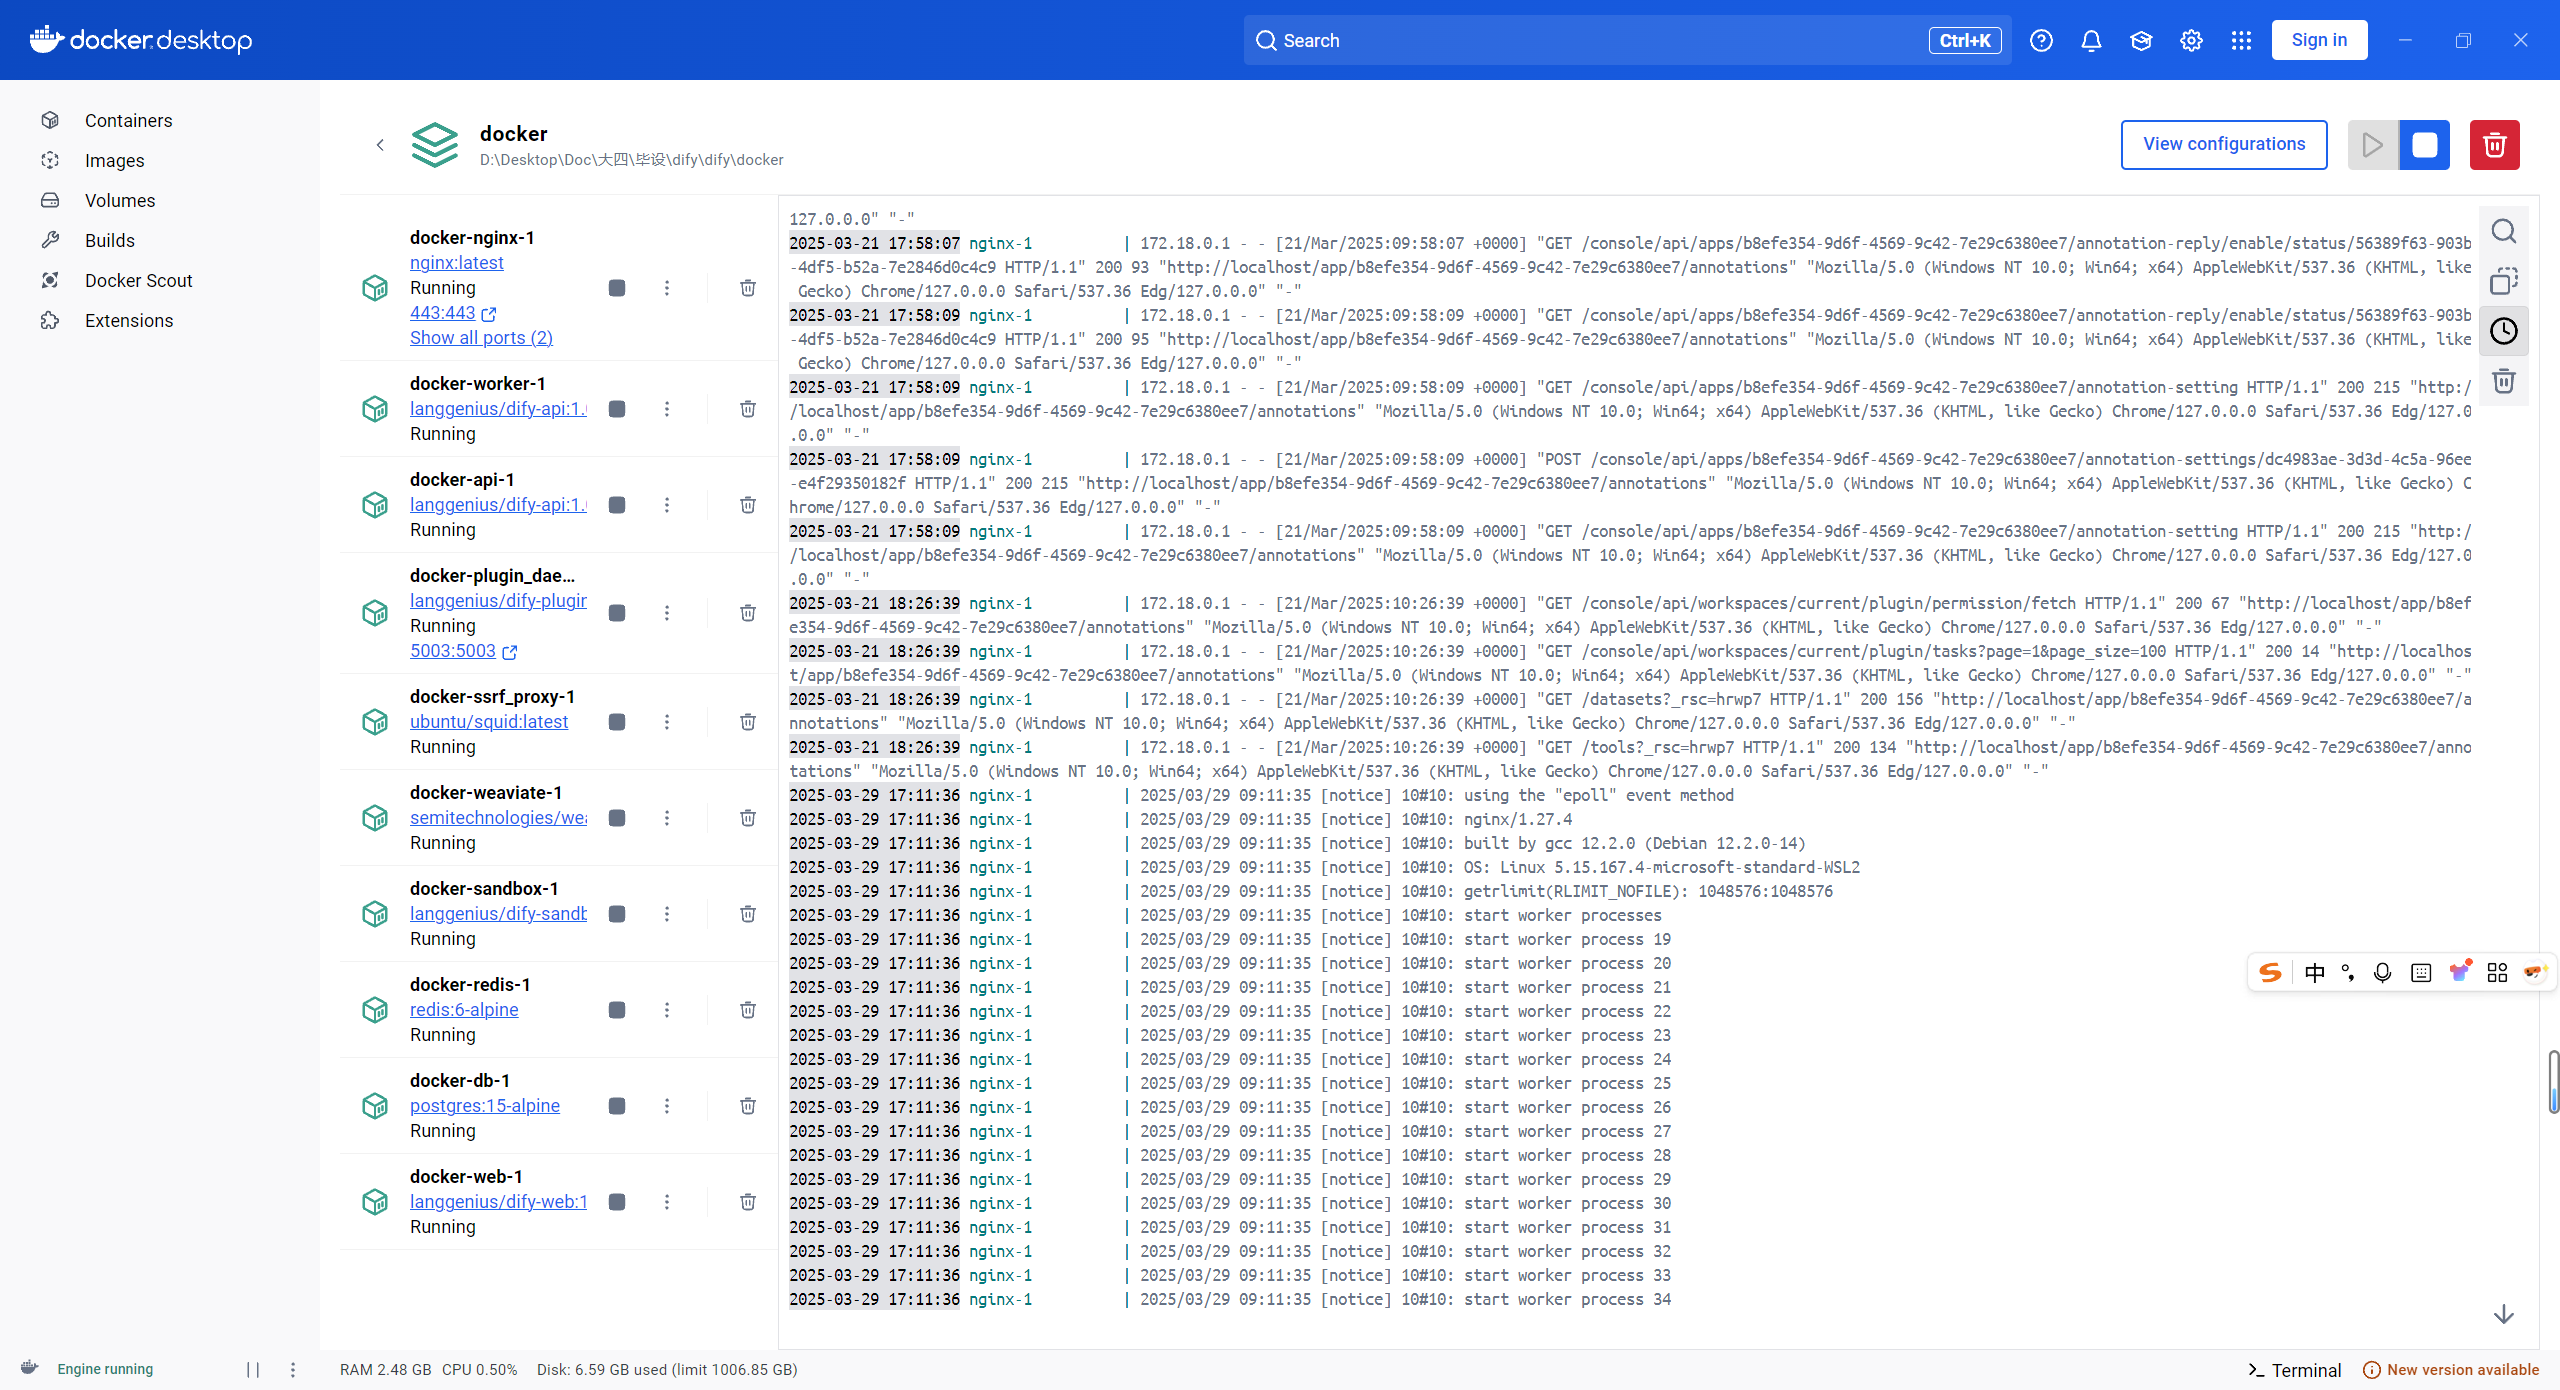 docker desktop
Search
Ctrl+K
Sign in
Containers
Images
Volumes
Builds
Docker Scout
Extensions
docker
D:\Desktop\Doc\大四\毕设\dify\dify\docker
View configurations
docker-nginx-1
nginx:latest
Running
443:443
Show all ports (2)
docker-worker-1
langgenius/dify-api:1.
Running
docker-api-1
langgenius/dify-api:1.
Running
docker-plugin_dae...
langgenius/dify-plugin
Running
5003:5003
docker-ssrf_proxy-1
ubuntu/squid:latest
Running
docker-weaviate-1
semitechnologies/wea
Running
docker-sandbox-1
langgenius/dify-sandb
Running
docker-redis-1
redis:6-alpine
Running
docker-db-1
postgres:15-alpine
Running
docker-web-1
langgenius/dify-web:1
Running
127.0.0.0" "-"
2025-03-21 17:58:07 nginx-1 | 172.18.0.1 - - [21/Mar/2025:09:58:07 +0000] "GET /console/api/apps/b8efe354-9d6f-4569-9c42-7e29c6380ee7/annotation-reply/enable/status/56389f63-903b
-4df5-b52a-7e2846d0c4c9 HTTP/1.1" 200 93 "http://localhost/app/b8efe354-9d6f-4569-9c42-7e29c6380ee7/annotations" "Mozilla/5.0 (Windows NT 10.0; Win64; x64) AppleWebKit/537.36 (KHTML, like
Gecko) Chrome/127.0.0.0 Safari/537.36 Edg/127.0.0.0" "-"
2025-03-21 17:58:09 nginx-1 | 172.18.0.1 - - [21/Mar/2025:09:58:09 +0000] "GET /console/api/apps/b8efe354-9d6f-4569-9c42-7e29c6380ee7/annotation-reply/enable/status/56389f63-903b
-4df5-b52a-7e2846d0c4c9 HTTP/1.1" 200 95 "http://localhost/app/b8efe354-9d6f-4569-9c42-7e29c6380ee7/annotations" "Mozilla/5.0 (Windows NT 10.0; Win64; x64) AppleWebKit/537.36 (KHTML, like
Gecko) Chrome/127.0.0.0 Safari/537.36 Edg/127.0.0.0" "-"
2025-03-21 17:58:09 nginx-1 | 172.18.0.1 - - [21/Mar/2025:09:58:09 +0000] "GET /console/api/apps/b8efe354-9d6f-4569-9c42-7e29c6380ee7/annotation-setting HTTP/1.1" 200 215 "http:/
/localhost/app/b8efe354-9d6f-4569-9c42-7e29c6380ee7/annotations" "Mozilla/5.0 (Windows NT 10.0; Win64; x64) AppleWebKit/537.36 (KHTML, like Gecko) Chrome/127.0.0.0 Safari/537.36 Edg/127.0
.0.0" "-"
2025-03-21 17:58:09 nginx-1 | 172.18.0.1 - - [21/Mar/2025:09:58:09 +0000] "POST /console/api/apps/b8efe354-9d6f-4569-9c42-7e29c6380ee7/annotation-settings/dc4983ae-3d3d-4c5a-96ee
-e4f29350182f HTTP/1.1" 200 215 "http://localhost/app/b8efe354-9d6f-4569-9c42-7e29c6380ee7/annotations" "Mozilla/5.0 (Windows NT 10.0; Win64; x64) AppleWebKit/537.36 (KHTML, like Gecko) C
hrome/127.0.0.0 Safari/537.36 Edg/127.0.0.0" "-"
2025-03-21 17:58:09 nginx-1 | 172.18.0.1 - - [21/Mar/2025:09:58:09 +0000] "GET /console/api/apps/b8efe354-9d6f-4569-9c42-7e29c6380ee7/annotation-setting HTTP/1.1" 200 215 "http:/
/localhost/app/b8efe354-9d6f-4569-9c42-7e29c6380ee7/annotations" "Mozilla/5.0 (Windows NT 10.0; Win64; x64) AppleWebKit/537.36 (KHTML, like Gecko) Chrome/127.0.0.0 Safari/537.36 Edg/127.0
.0.0" "-"
2025-03-21 18:26:39 nginx-1 | 172.18.0.1 - - [21/Mar/2025:10:26:39 +0000] "GET /console/api/workspaces/current/plugin/permission/fetch HTTP/1.1" 200 67 "http://localhost/app/b8ef
e354-9d6f-4569-9c42-7e29c6380ee7/annotations" "Mozilla/5.0 (Windows NT 10.0; Win64; x64) AppleWebKit/537.36 (KHTML, like Gecko) Chrome/127.0.0.0 Safari/537.36 Edg/127.0.0.0" "-"
2025-03-21 18:26:39 nginx-1 | 172.18.0.1 - - [21/Mar/2025:10:26:39 +0000] "GET /console/api/workspaces/current/plugin/tasks?page=1&page_size=100 HTTP/1.1" 200 14 "http://localhos
t/app/b8efe354-9d6f-4569-9c42-7e29c6380ee7/annotations" "Mozilla/5.0 (Windows NT 10.0; Win64; x64) AppleWebKit/537.36 (KHTML, like Gecko) Chrome/127.0.0.0 Safari/537.36 Edg/127.0.0.0" "-"
2025-03-21 18:26:39 nginx-1 | 172.18.0.1 - - [21/Mar/2025:10:26:39 +0000] "GET /datasets?_rsc=hrwp7 HTTP/1.1" 200 156 "http://localhost/app/b8efe354-9d6f-4569-9c42-7e29c6380ee7/a
nnotations" "Mozilla/5.0 (Windows NT 10.0; Win64; x64) AppleWebKit/537.36 (KHTML, like Gecko) Chrome/127.0.0.0 Safari/537.36 Edg/127.0.0.0" "-"
2025-03-21 18:26:39 nginx-1 | 172.18.0.1 - - [21/Mar/2025:10:26:39 +0000] "GET /tools?_rsc=hrwp7 HTTP/1.1" 200 134 "http://localhost/app/b8efe354-9d6f-4569-9c42-7e29c6380ee7/anno
tations" "Mozilla/5.0 (Windows NT 10.0; Win64; x64) AppleWebKit/537.36 (KHTML, like Gecko) Chrome/127.0.0.0 Safari/537.36 Edg/127.0.0.0" "-"
2025-03-29 17:11:36 nginx-1 | 2025/03/29 09:11:35 [notice] 10#10: using the "epoll" event method
2025-03-29 17:11:36 nginx-1 | 2025/03/29 09:11:35 [notice] 10#10: nginx/1.27.4
2025-03-29 17:11:36 nginx-1 | 2025/03/29 09:11:35 [notice] 10#10: built by gcc 12.2.0 (Debian 12.2.0-14)
2025-03-29 17:11:36 nginx-1 | 2025/03/29 09:11:35 [notice] 10#10: OS: Linux 5.15.167.4-microsoft-standard-WSL2
2025-03-29 17:11:36 nginx-1 | 2025/03/29 09:11:35 [notice] 10#10: getrlimit(RLIMIT_NOFILE): 1048576:1048576
2025-03-29 17:11:36 nginx-1 | 2025/03/29 09:11:35 [notice] 10#10: start worker processes
2025-03-29 17:11:36 nginx-1 | 2025/03/29 09:11:35 [notice] 10#10: start worker process 19
2025-03-29 17:11:36 nginx-1 | 2025/03/29 09:11:35 [notice] 10#10: start worker process 20
2025-03-29 17:11:36 nginx-1 | 2025/03/29 09:11:35 [notice] 10#10: start worker process 21
2025-03-29 17:11:36 nginx-1 | 2025/03/29 09:11:35 [notice] 10#10: start worker process 22
2025-03-29 17:11:36 nginx-1 | 2025/03/29 09:11:35 [notice] 10#10: start worker process 23
2025-03-29 17:11:36 nginx-1 | 2025/03/29 09:11:35 [notice] 10#10: start worker process 24
2025-03-29 17:11:36 nginx-1 | 2025/03/29 09:11:35 [notice] 10#10: start worker process 25
2025-03-29 17:11:36 nginx-1 | 2025/03/29 09:11:35 [notice] 10#10: start worker process 26
2025-03-29 17:11:36 nginx-1 | 2025/03/29 09:11:35 [notice] 10#10: start worker process 27
2025-03-29 17:11:36 nginx-1 | 2025/03/29 09:11:35 [notice] 10#10: start worker process 28
2025-03-29 17:11:36 nginx-1 | 2025/03/29 09:11:35 [notice] 10#10: start worker process 29
2025-03-29 17:11:36 nginx-1 | 2025/03/29 09:11:35 [notice] 10#10: start worker process 30
2025-03-29 17:11:36 nginx-1 | 2025/03/29 09:11:35 [notice] 10#10: start worker process 31
2025-03-29 17:11:36 nginx-1 | 2025/03/29 09:11:35 [notice] 10#10: start worker process 32
2025-03-29 17:11:36 nginx-1 | 2025/03/29 09:11:35 [notice] 10#10: start worker process 33
2025-03-29 17:11:36 nginx-1 | 2025/03/29 09:11:35 [notice] 10#10: start worker process 34
中
Engine running
RAM 2.48 GB CPU 0.50% Disk: 6.59 GB used (limit 1006.85 GB)
Terminal
New version available